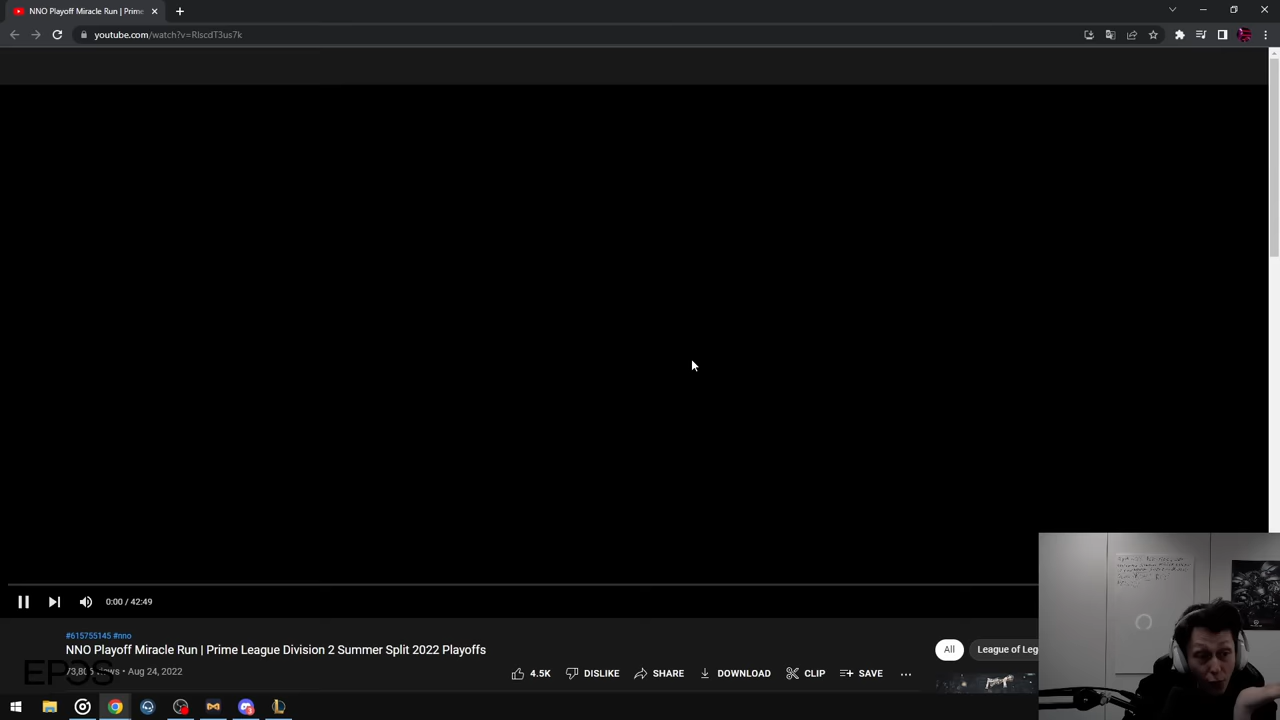 NNO Playoff Miracle Run | Prime
youtube.com/watch?v=RIscdT3us7k
0:00 / 42:49
#615755145 #nno
NNO Playoff Miracle Run | Prime League Division 2 Summer Split 2022 Playoffs
views • Aug 24, 2022
4.5K DISLIKE SHARE DOWNLOAD CLIP SAVE
All League of Leg